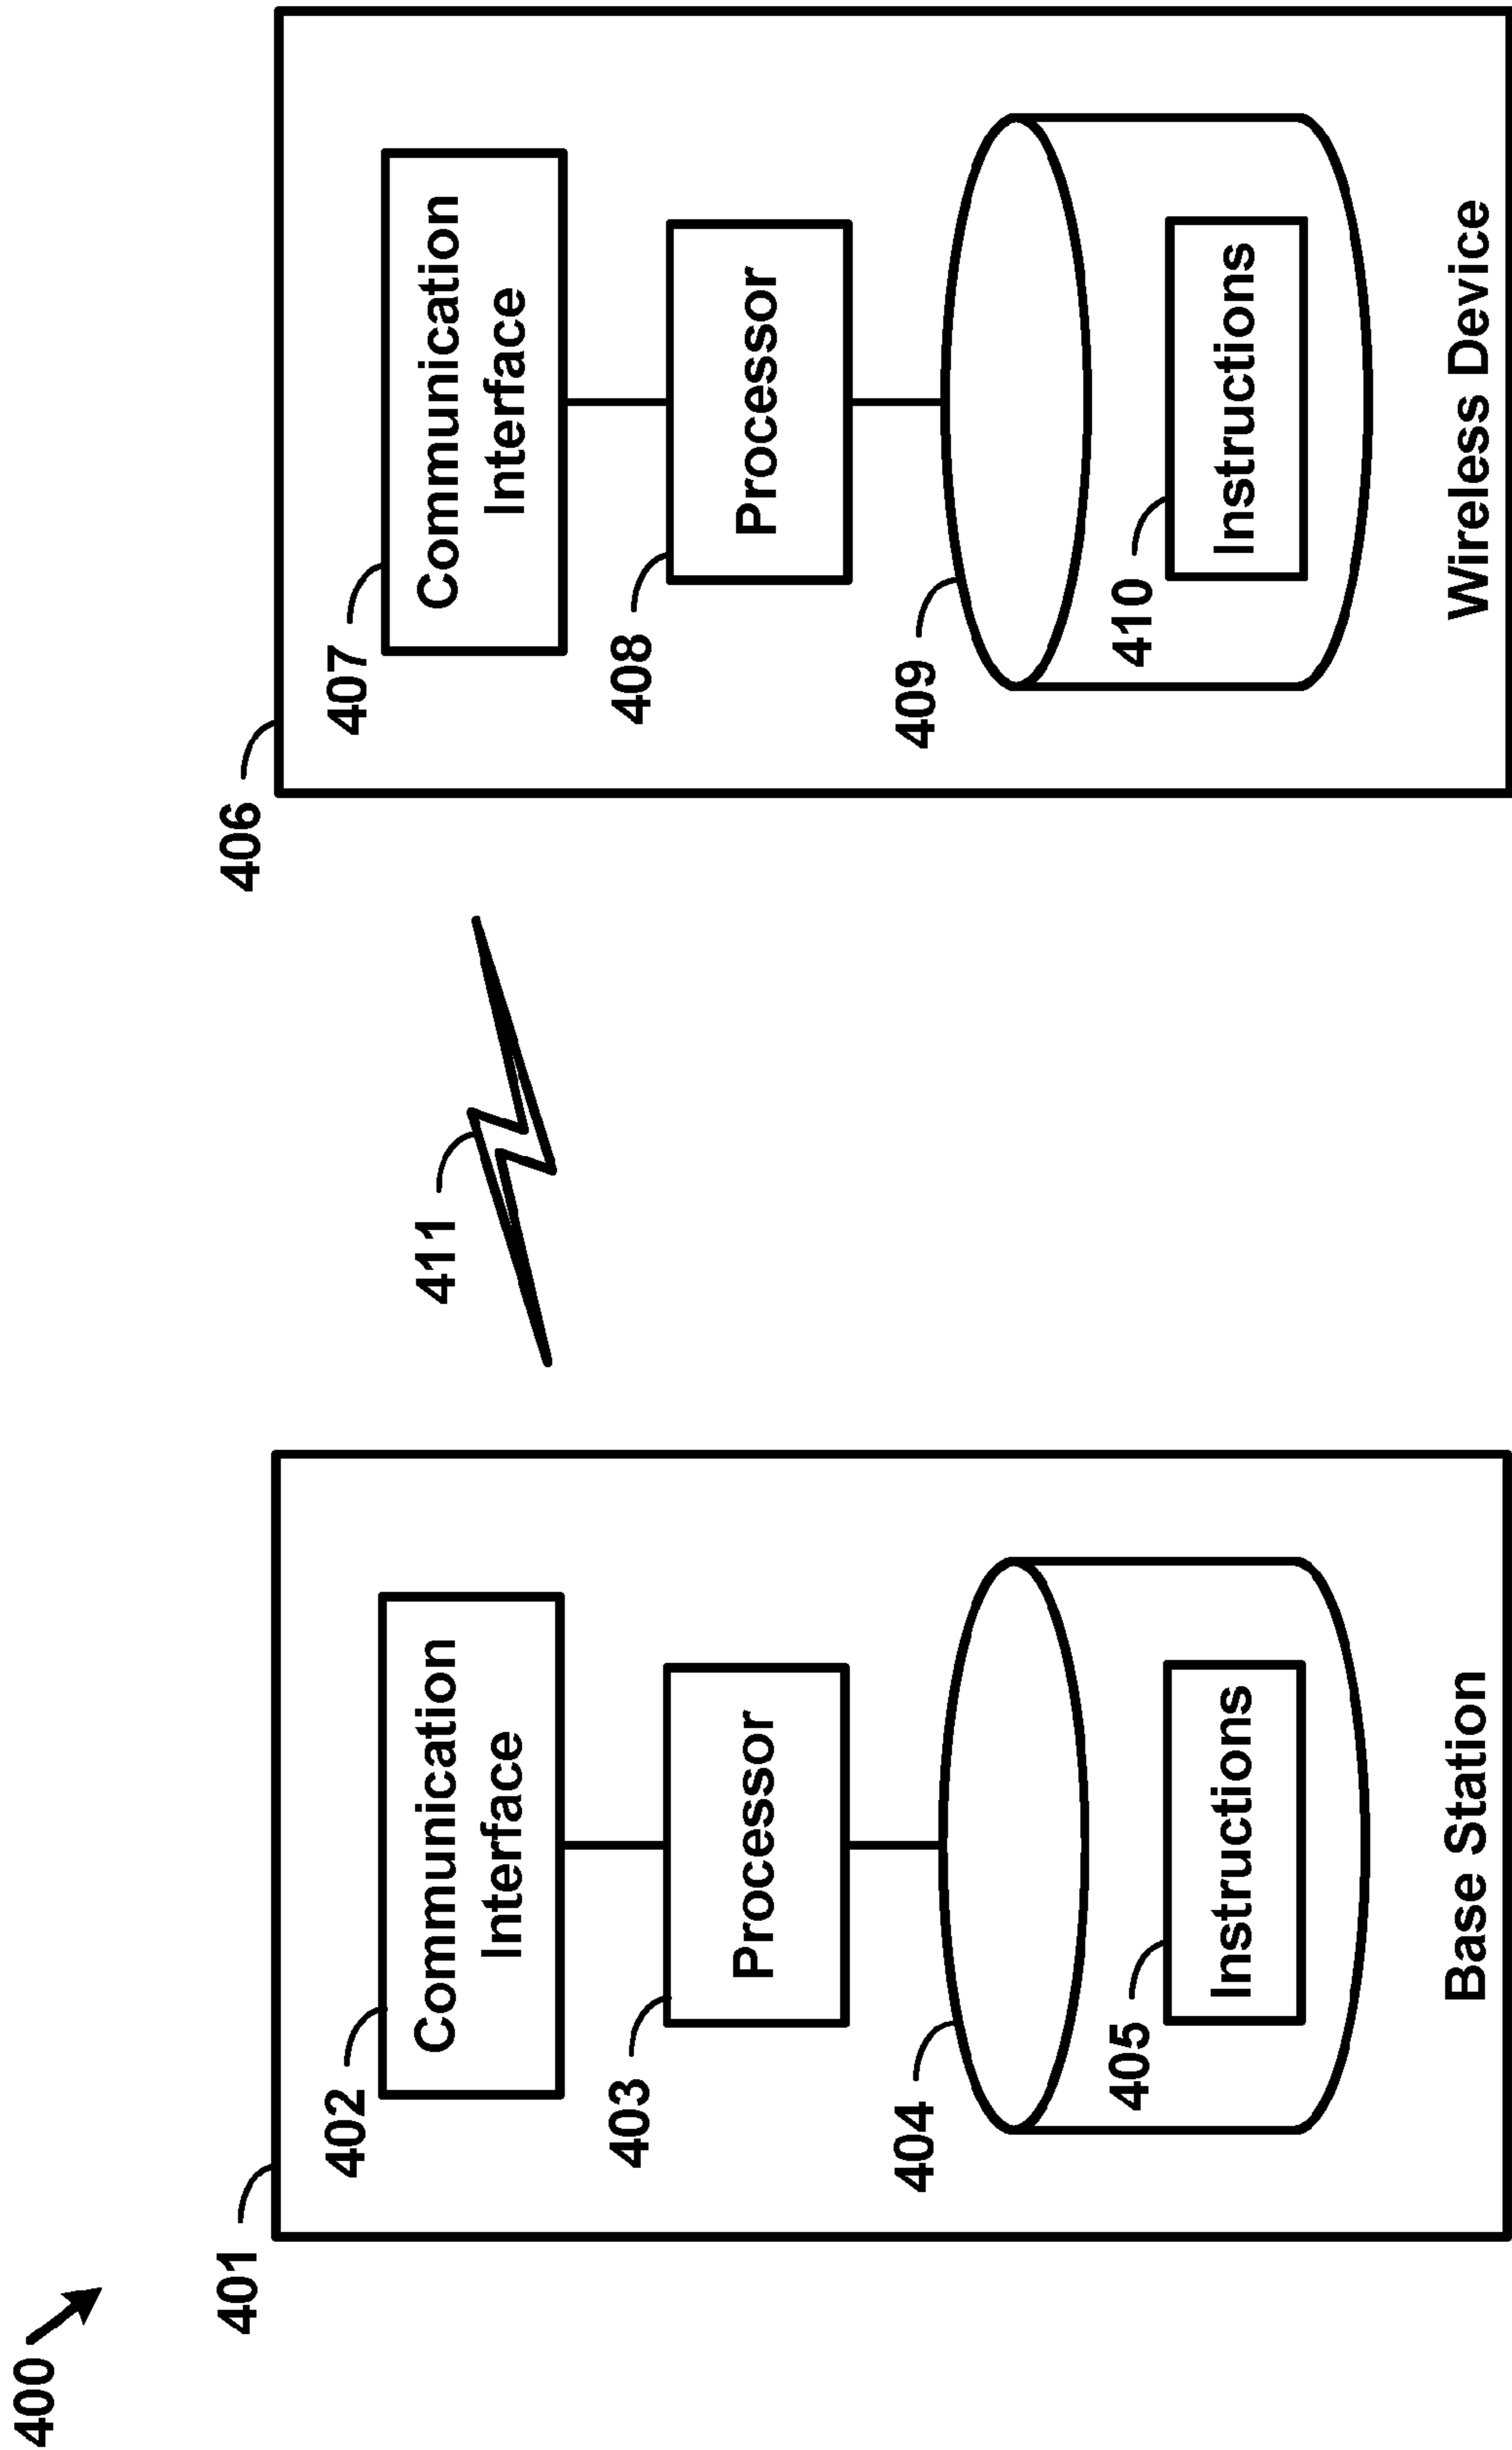 400
401
402
Communication
Interface
403
Processor
404
405
Instructions
Base Station
411
406
407
Communication
Interface
408
Processor
409
410
Instructions
Wireless Device